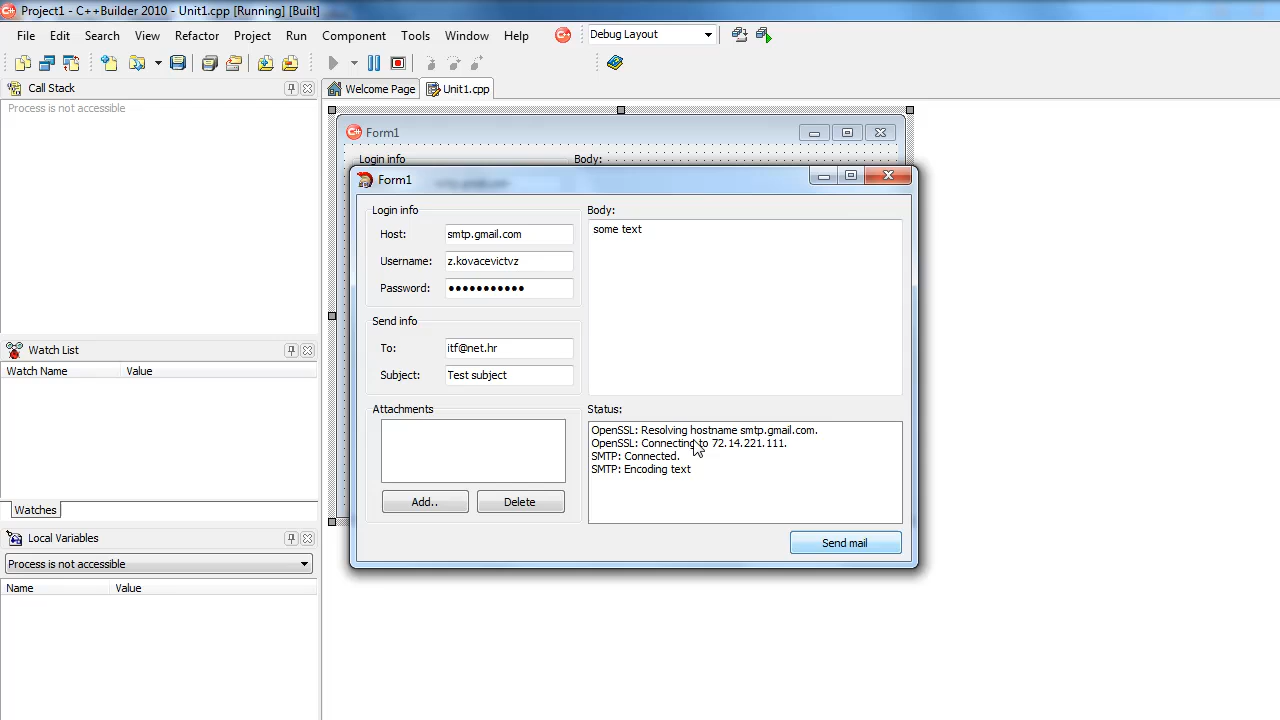 Project1 - C++Builder 2010 - Unit1.cpp [Running] [Built]
File Edit Search View Refactor Project Run Component Tools Window Help Debug Layout
Call Stack
Process is not accessible
Welcome Page Unit1.cpp
Form1
Login info Body:
Form1
Login info
Host: smtp.gmail.com
Username: z.kovacevictvz
Password: ●●●●●●●●●●●
Send info
To: itf@net.hr
Subject: Test subject
Attachments
Add.. Delete
Body:
some text
Status:
OpenSSL: Resolving hostname smtp.gmail.com.
OpenSSL: Connecting to 72.14.221.111.
SMTP: Connected.
SMTP: Encoding text
Send mail
Watch List
Watch Name Value
Watches
Local Variables
Process is not accessible
Name Value